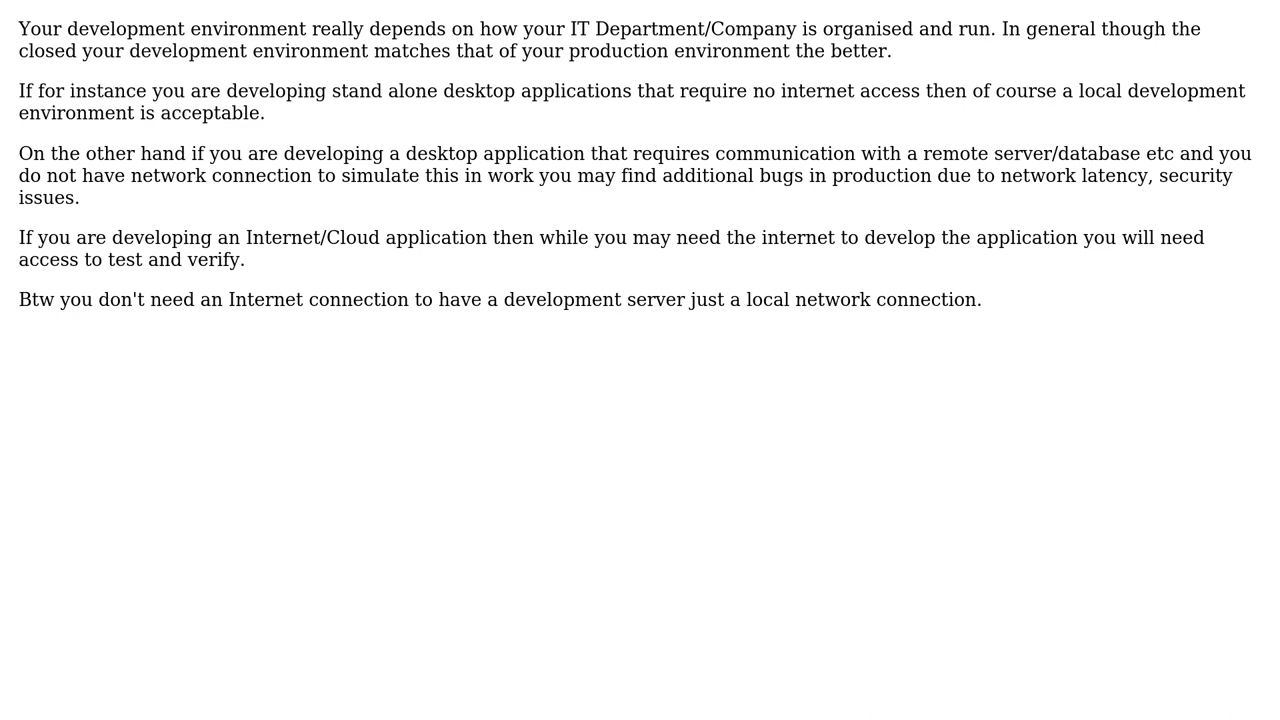 Your development environment really depends on how your IT Department/Company is organised and run. In general though the
closed your development environment matches that of your production environment the better.
If for instance you are developing stand alone desktop applications that require no internet access then of course a local development
environment is acceptable.
On the other hand if you are developing a desktop application that requires communication with a remote server/database etc and you
do not have network connection to simulate this in work you may find additional bugs in production due to network latency, security
issues.
If you are developing an Internet/Cloud application then while you may need the internet to develop the application you will need
access to test and verify.
Btw you don't need an Internet connection to have a development server just a local network connection.